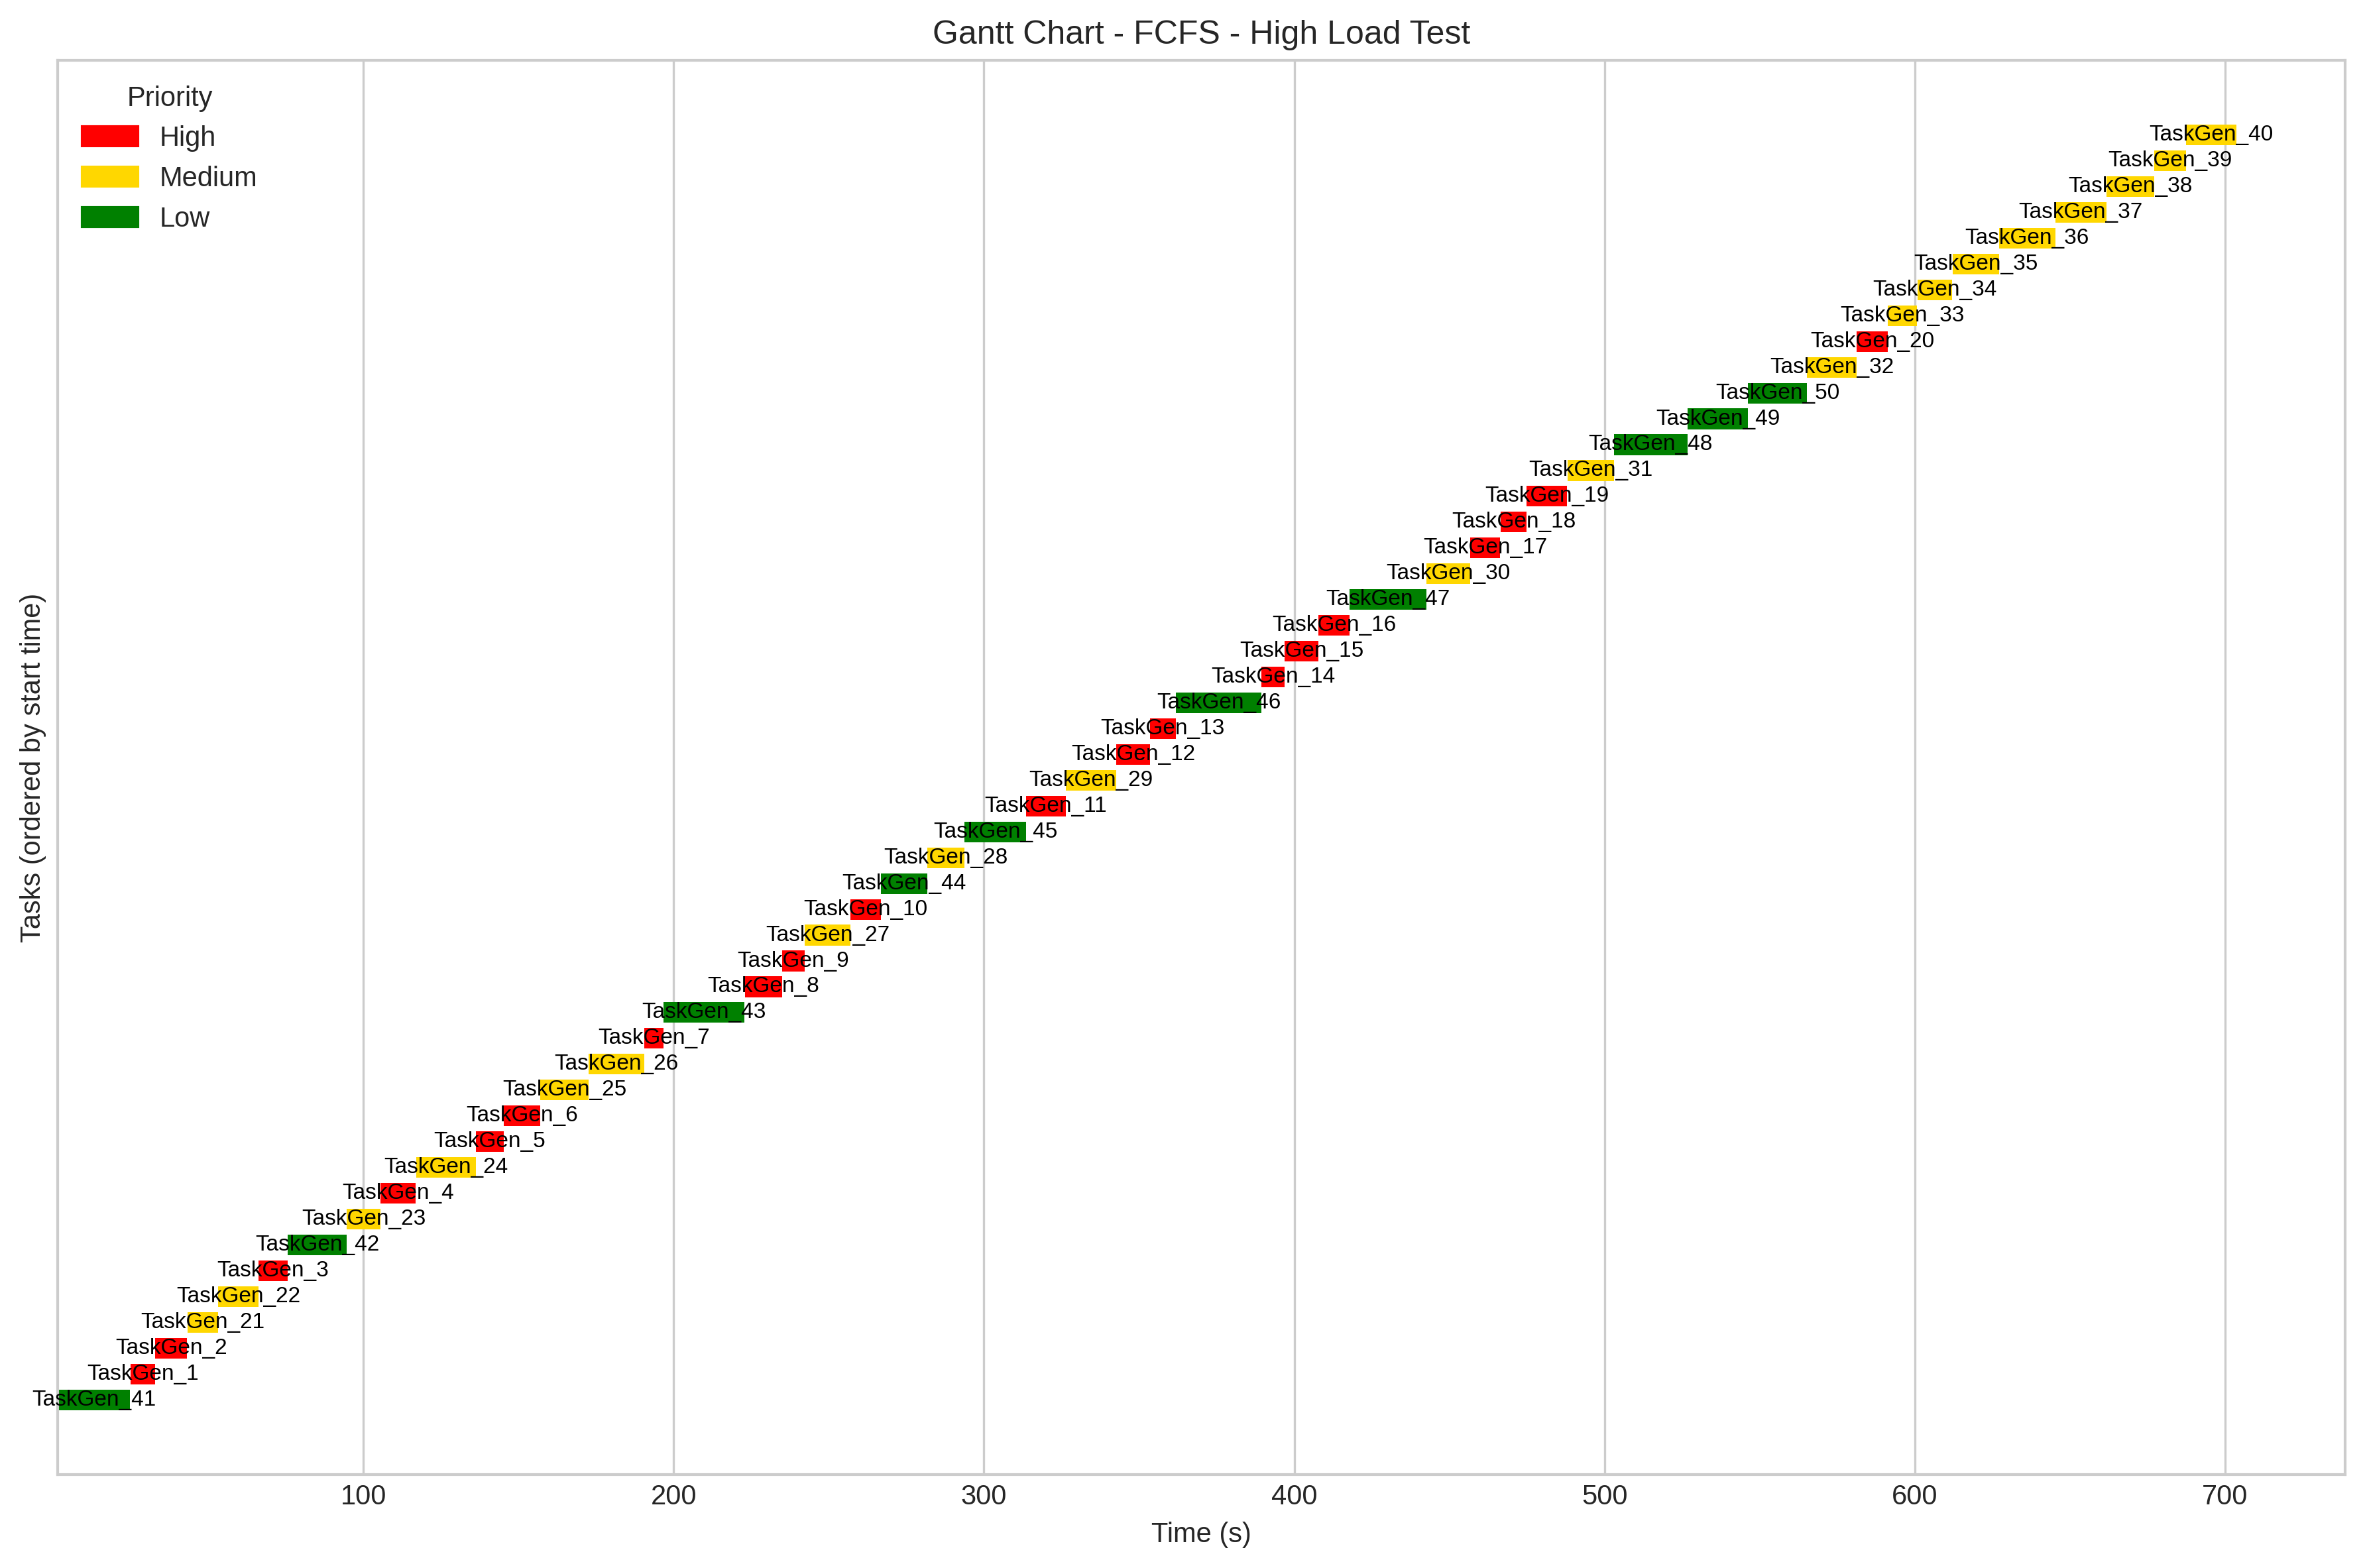 Gantt Chart - FCFS - High Load Test
Priority
High
Medium
Low
TaskGen_40
TaskGen_39
TaskGen_38
TaskGen_37
TaskGen_36
TaskGen_35
TaskGen_34
TaskGen_33
TaskGen_20
TaskGen_32
TaskGen_50
TaskGen_49
TaskGen_48
TaskGen_31
TaskGen_19
TaskGen_18
TaskGen_17
TaskGen_30
TaskGen_47
TaskGen_16
TaskGen_15
TaskGen_14
TaskGen_46
TaskGen_13
TaskGen_12
TaskGen_29
TaskGen_11
TaskGen_45
TaskGen_28
TaskGen_44
TaskGen_10
TaskGen_27
TaskGen_9
TaskGen_8
TaskGen_43
TaskGen_7
TaskGen_26
TaskGen_25
TaskGen_6
TaskGen_5
TaskGen_24
TaskGen_4
TaskGen_23
TaskGen_42
TaskGen_3
TaskGen_22
TaskGen_21
TaskGen_2
TaskGen_1
TaskGen_41
Tasks (ordered by start time)
100 200 300 400 500 600 700
Time (s)